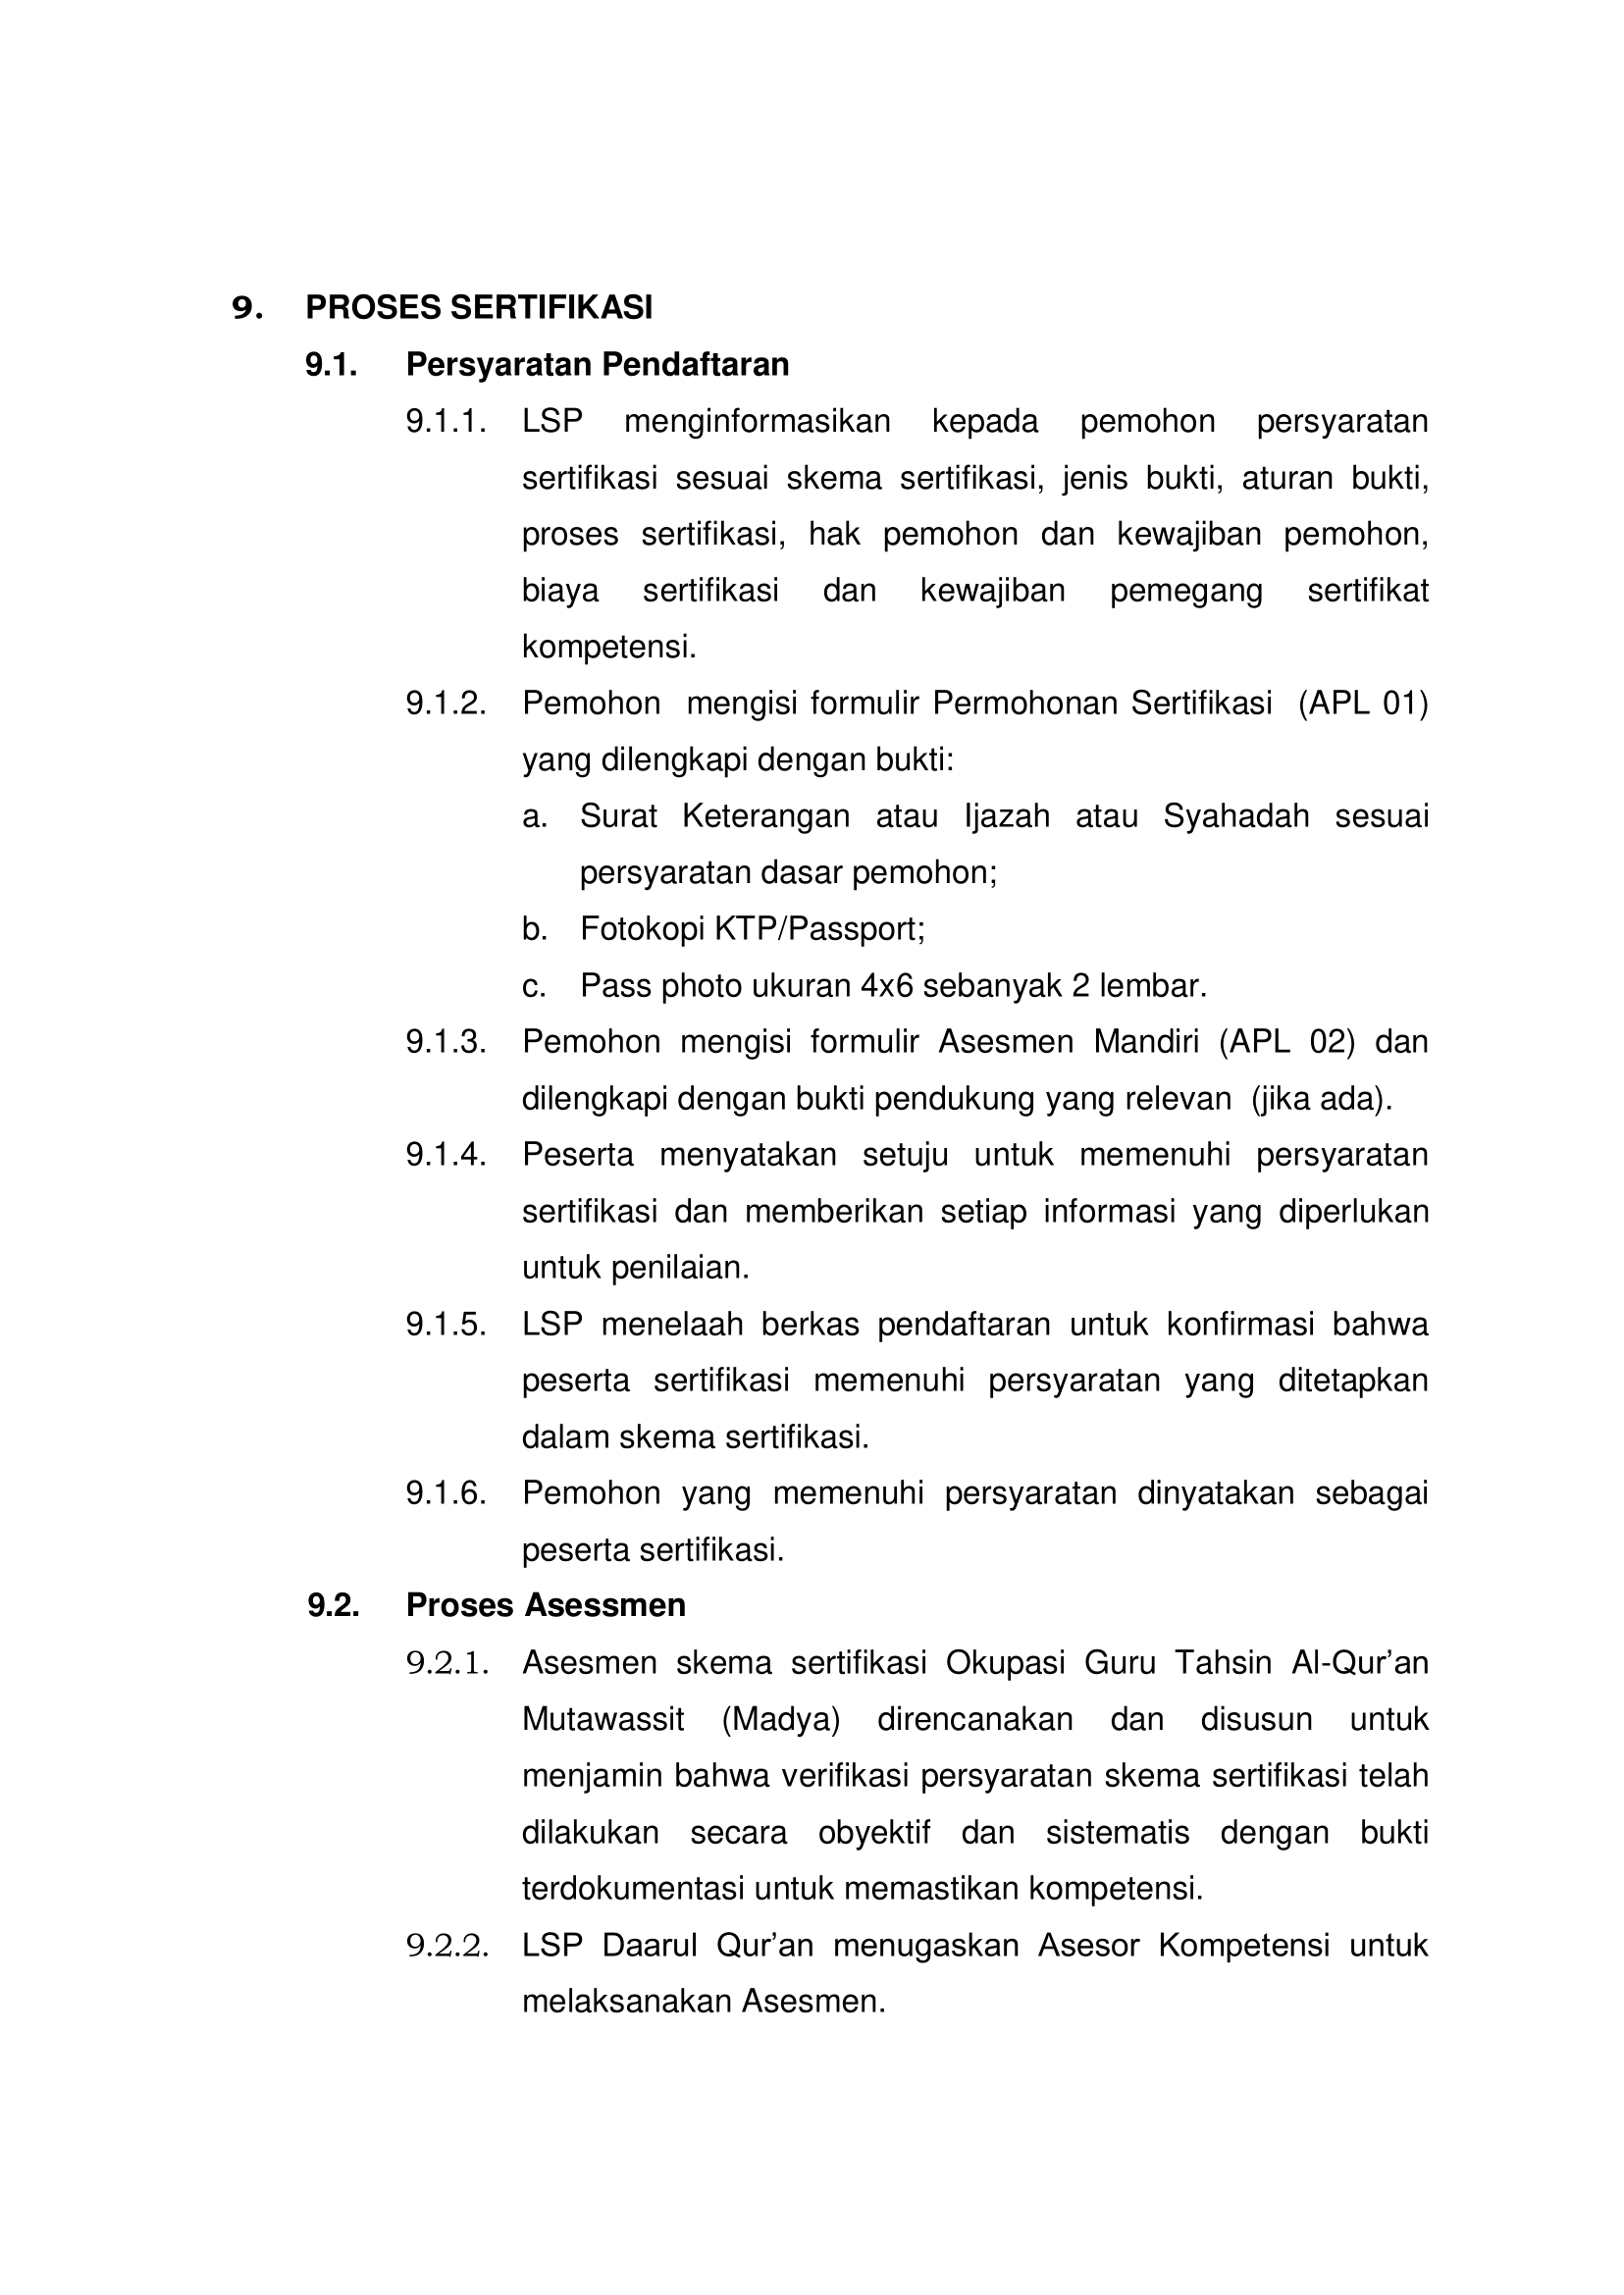 9. PROSES SERTIFIKASI
9.1. Persyaratan Pendaftaran
9.1.1. LSP menginformasikan kepada pemohon persyaratan
sertifikasi sesuai skema sertifikasi, jenis bukti, aturan bukti,
proses sertifikasi, hak pemohon dan kewajiban pemohon,
biaya sertifikasi dan kewajiban pemegang sertifikat
kompetensi.
9.1.2. Pemohon mengisi formulir Permohonan Sertifikasi (APL 01)
yang dilengkapi dengan bukti:
a. Surat Keterangan atau Ijazah atau Syahadah sesuai
persyaratan dasar pemohon;
b. Fotokopi KTP/Passport;
c. Pass photo ukuran 4x6 sebanyak 2 lembar.
9.1.3. Pemohon mengisi formulir Asesmen Mandiri (APL 02) dan
dilengkapi dengan bukti pendukung yang relevan (jika ada).
9.1.4. Peserta menyatakan setuju untuk memenuhi persyaratan
sertifikasi dan memberikan setiap informasi yang diperlukan
untuk penilaian.
9.1.5. LSP menelaah berkas pendaftaran untuk konfirmasi bahwa
peserta sertifikasi memenuhi persyaratan yang ditetapkan
dalam skema sertifikasi.
9.1.6. Pemohon yang memenuhi persyaratan dinyatakan sebagai
peserta sertifikasi.
9.2. Proses Asessmen
9.2.1. Asesmen skema sertifikasi Okupasi Guru Tahsin Al-Qur’an
Mutawassit (Madya) direncanakan dan disusun untuk
menjamin bahwa verifikasi persyaratan skema sertifikasi telah
dilakukan secara obyektif dan sistematis dengan bukti
terdokumentasi untuk memastikan kompetensi.
9.2.2. LSP Daarul Qur’an menugaskan Asesor Kompetensi untuk
melaksanakan Asesmen.